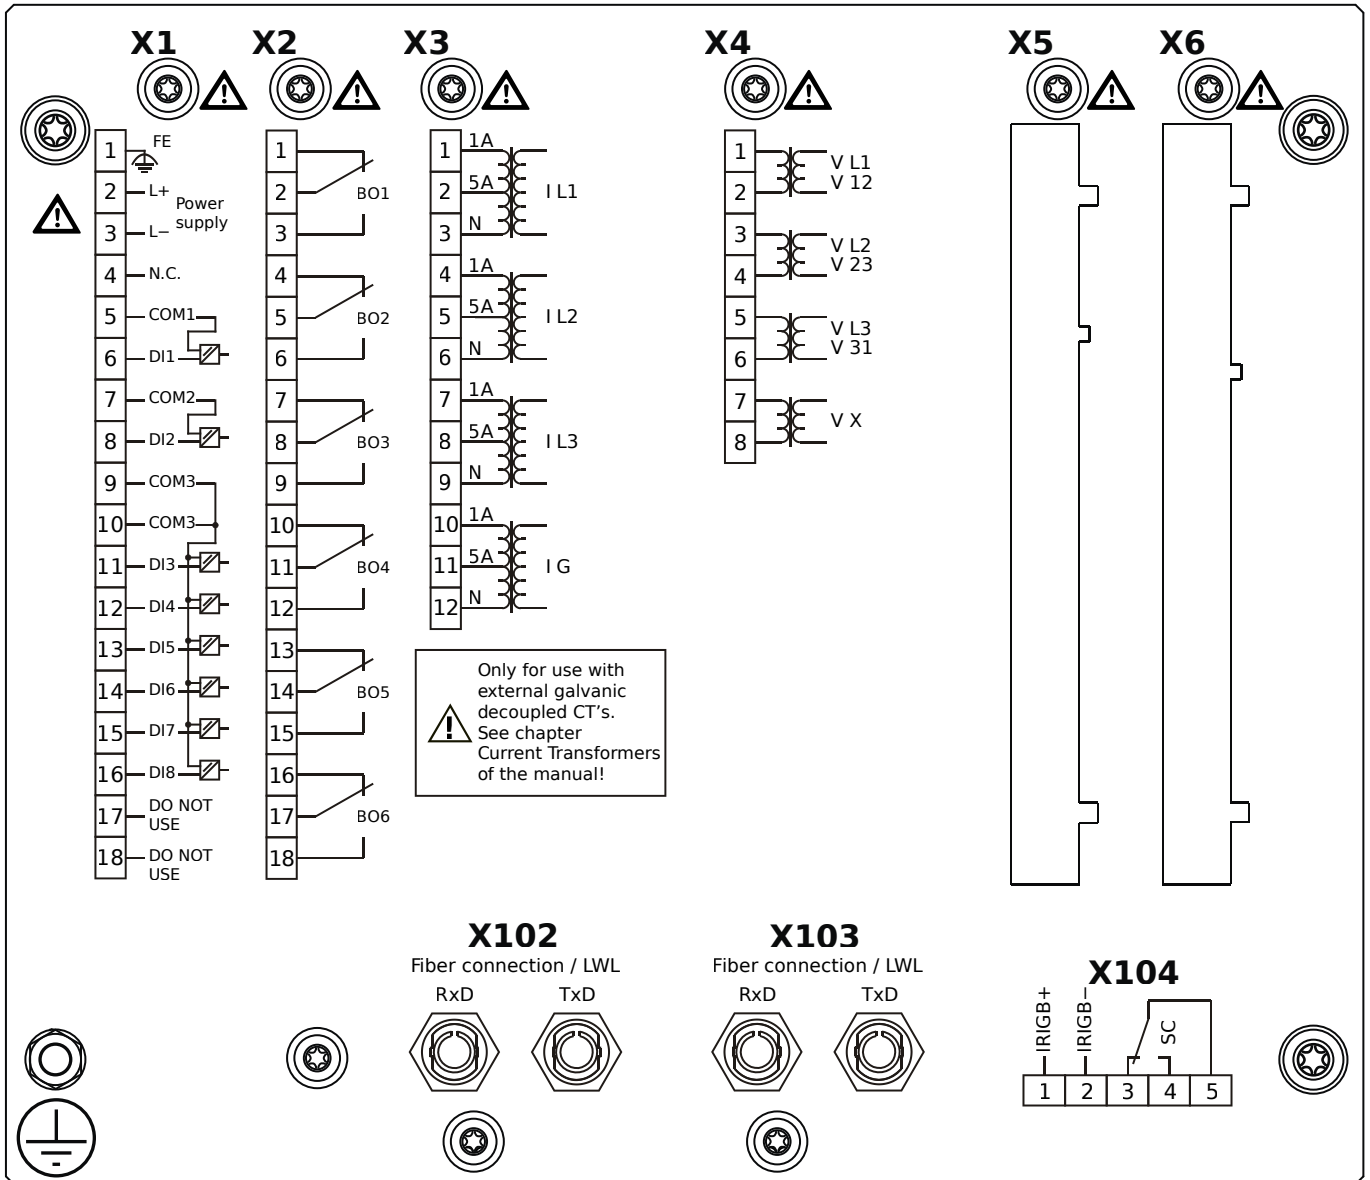 X1 X2 X3 X4 X5 X6
1 FE
2 L+
Power
supply
3 L−
4 N.C.
5 COM1
6 DI1
7 COM2
8 DI2
9 COM3
10 COM3
11 DI3
12 DI4
13 DI5
14 DI6
15 DI7
16 DI8
17 DO NOT
USE
18 DO NOT
USE
1
2 BO1
3
4
5 BO2
6
7
8 BO3
9
10
11 BO4
12
13
14 BO5
15
16
17 BO6
18
1 1A
2 5A I L1
3 N
4 1A
5 5A I L2
6 N
7 1A
8 5A I L3
9 N
10 1A
11 5A I G
12 N
Only for use with
external galvanic
decoupled CT's.
See chapter
Current Transformers
of the manual!
1 V L1
2 V 12
3 V L2
4 V 23
5 V L3
6 V 31
7 V X
8
X102
Fiber connection / LWL
RxD TxD
X103
Fiber connection / LWL
RxD TxD
X104
IRIGB+
IRIGB−
SC
1 2 3 4 5